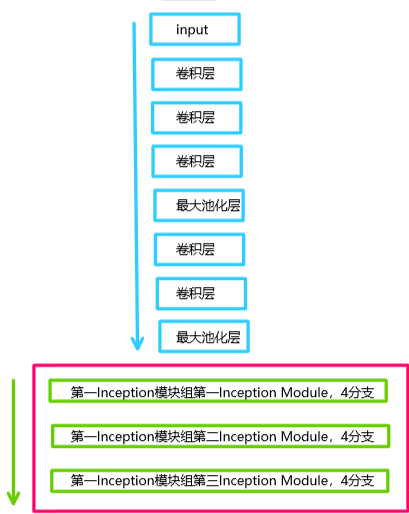 input
卷积层
卷积层
卷积层
最大池化层
卷积层
卷积层
最大池化层
第一Inception模块组第一Inception Module，4分支
第一Inception模块组第二Inception Module，4分支
第一Inception模块组第三Inception Module，4分支